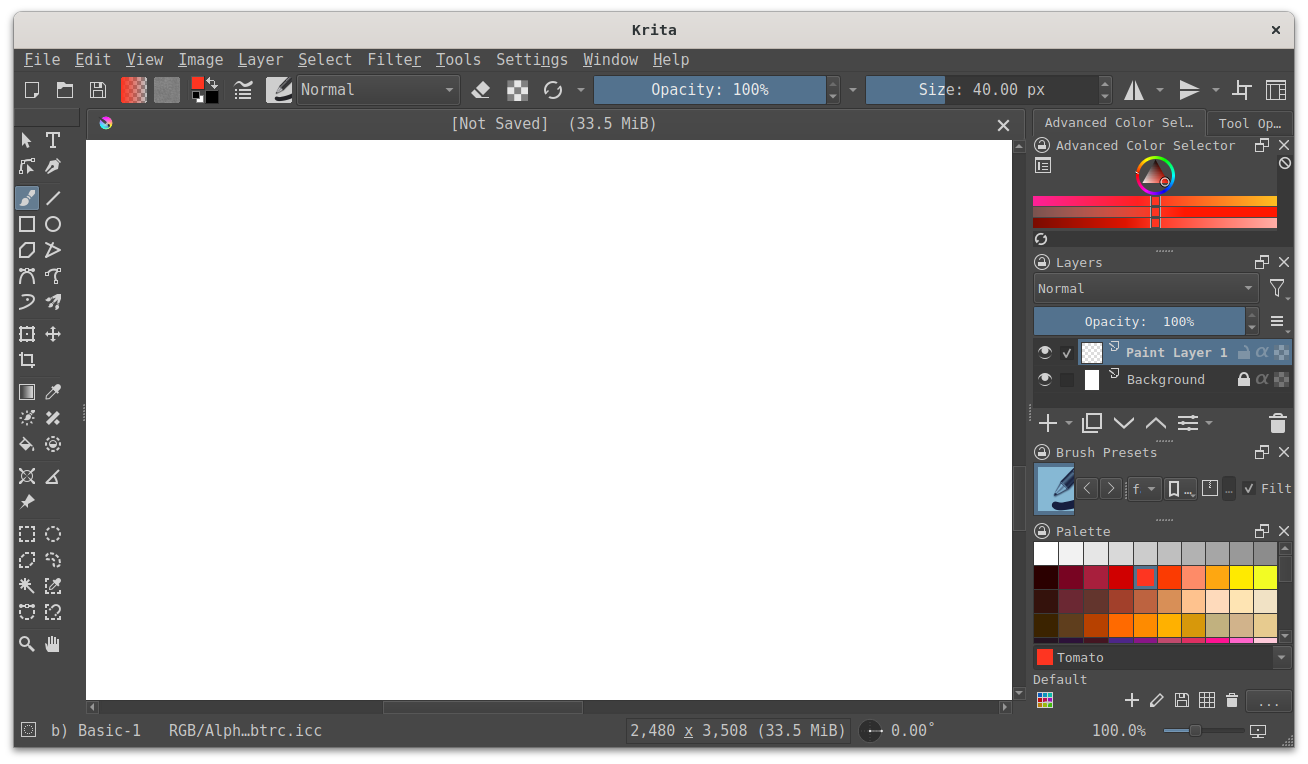 Krita
File Edit View Image Layer Select Filter Tools Settings Window Help
Normal
Opacity: 100%
Size: 40.00 px
[Not Saved] (33.5 MiB)
Advanced Color Sel…
Tool Op…
Advanced Color Selector
Layers
Normal
Opacity: 100%
Paint Layer 1
Background
Brush Presets
f…
Filt
Palette
Tomato
Default
...
b) Basic-1
RGB/Alph…btrc.icc
2,480 x 3,508 (33.5 MiB)
0.00°
100.0%